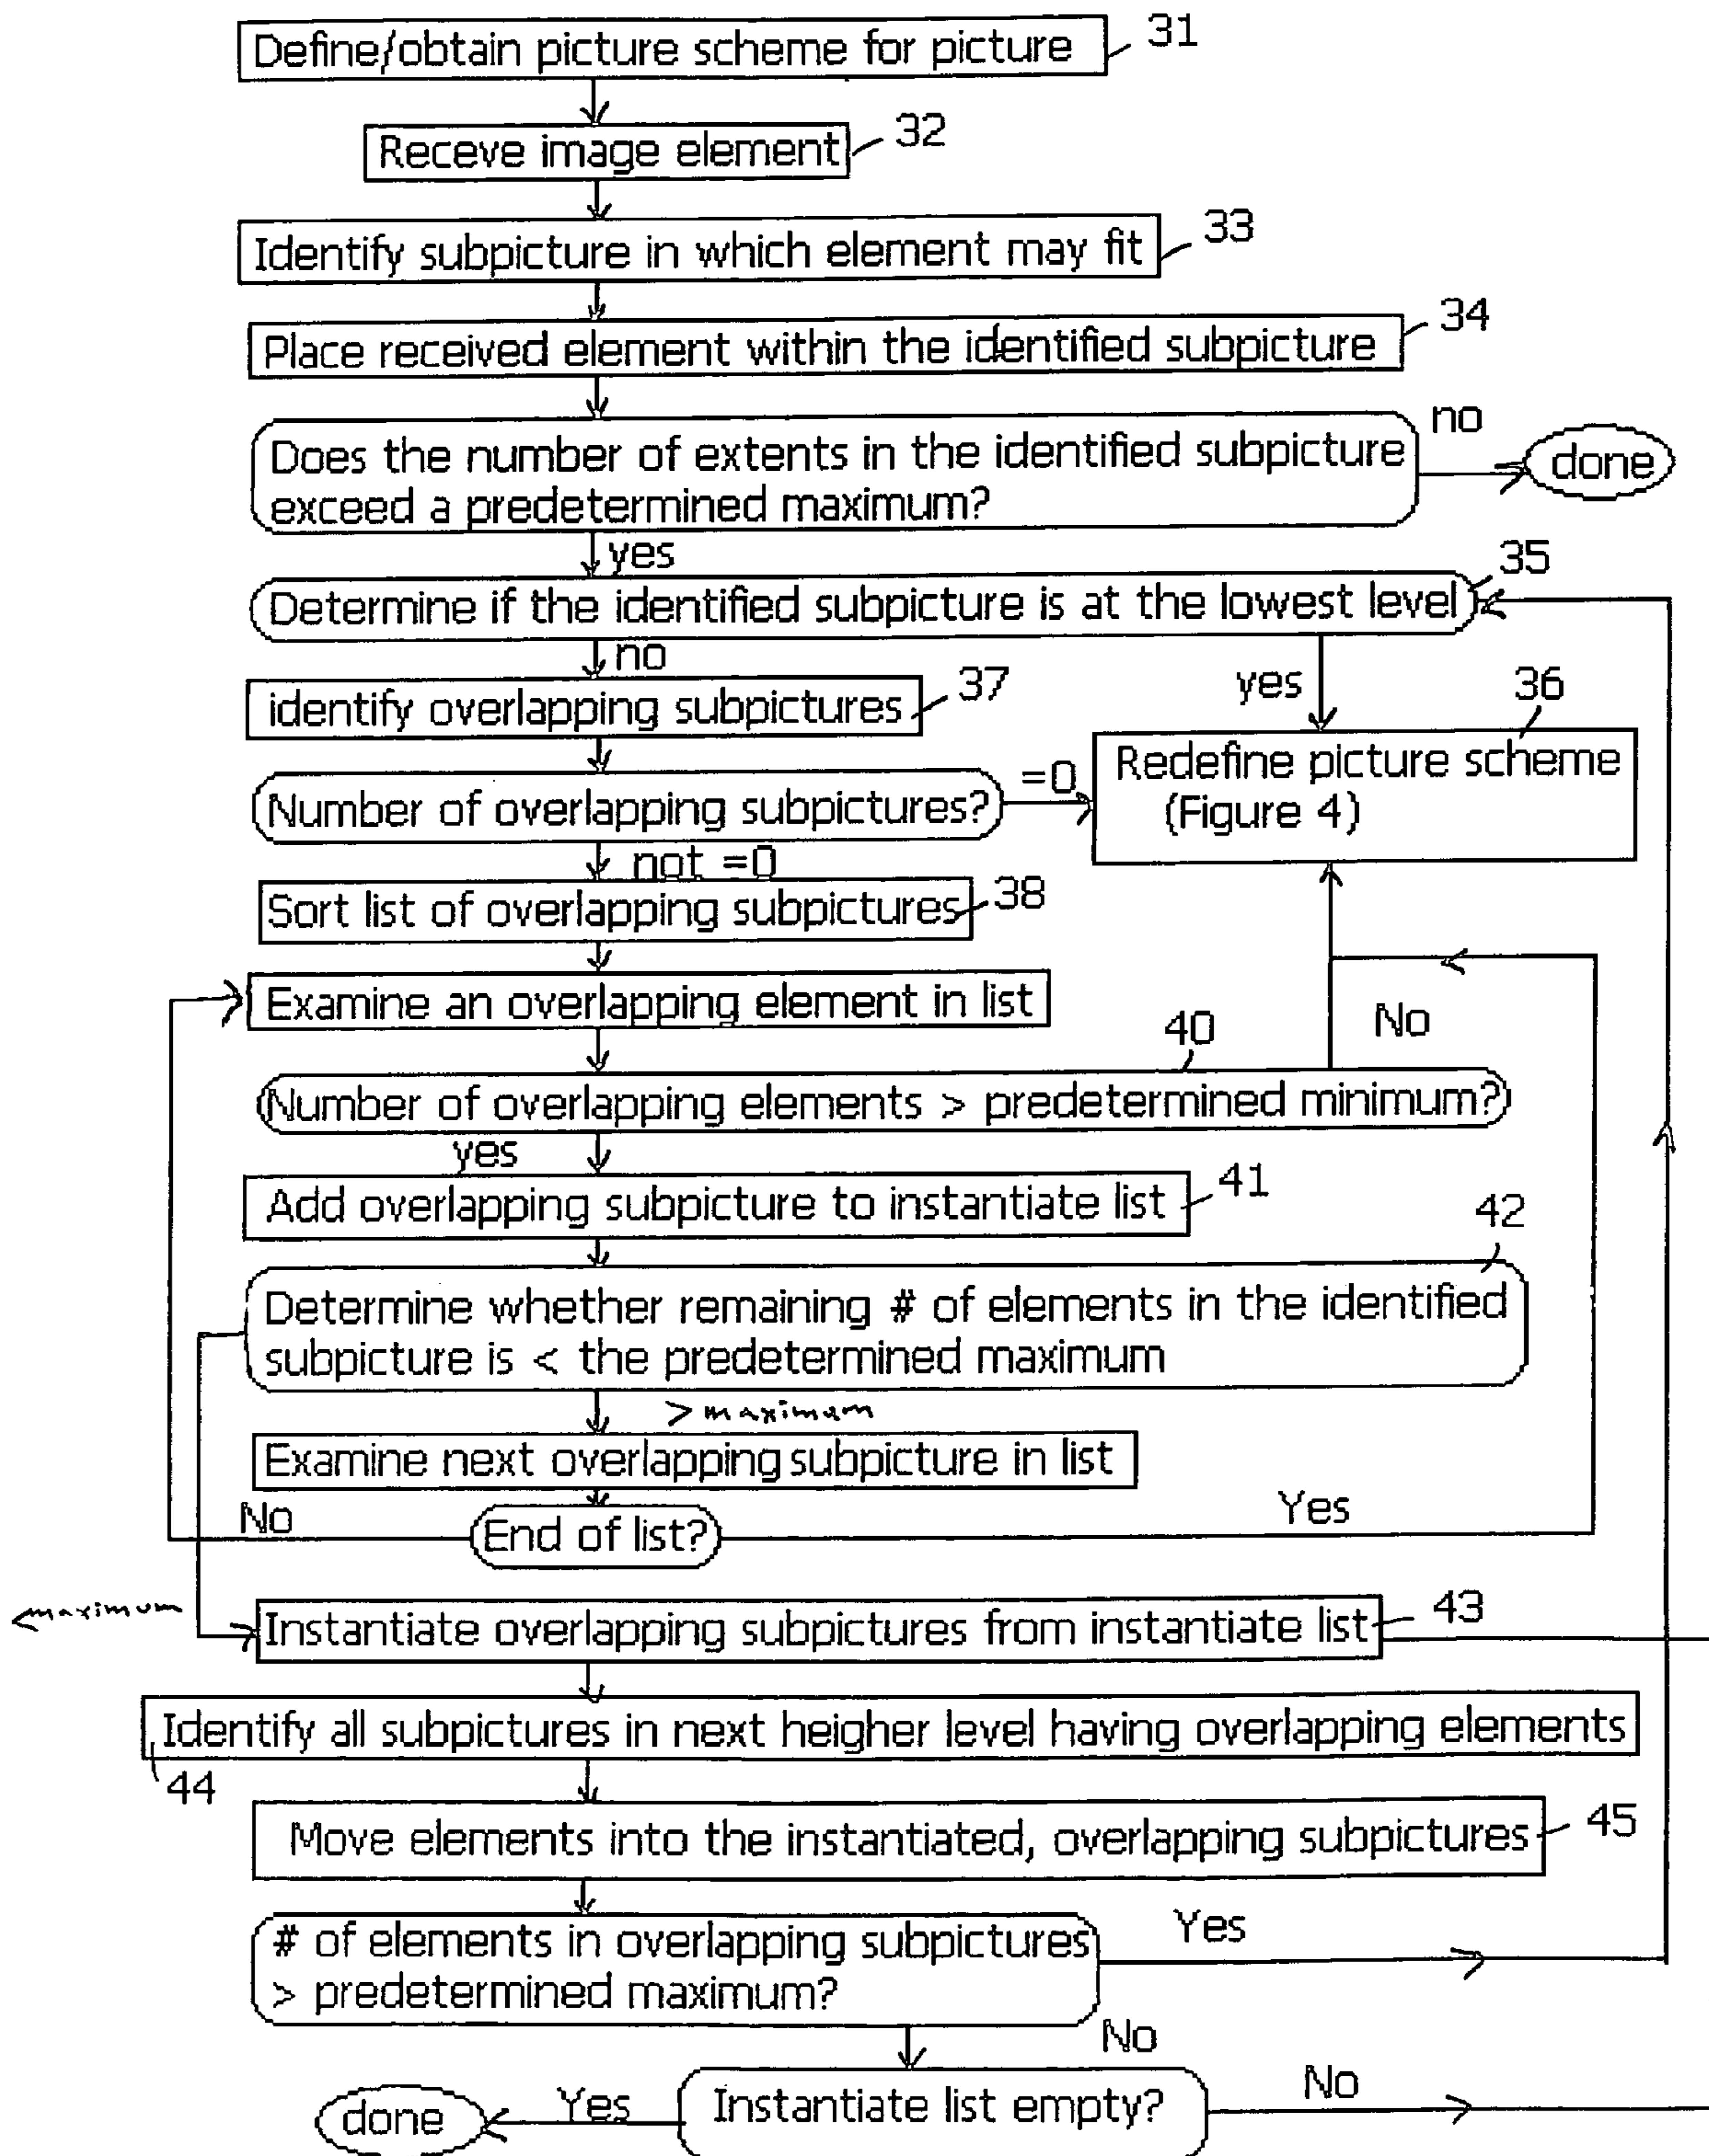 Define/obtain picture scheme for picture
31
Receve image element
32
Identify subpicture in which element may fit
33
Place received element within the identified subpicture
34
Does the number of extents in the identified subpicture
exceed a predetermined maximum?
no
done
yes
35
Determine if the identified subpicture is at the lowest level
no
yes
identify overlapping subpictures
37
36
Redefine picture scheme
(Figure 4)
Number of overlapping subpictures?
=0
not =0
Sort list of overlapping subpictures
38
Examine an overlapping element in list
No
40
Number of overlapping elements > predetermined minimum?
yes
Add overlapping subpicture to instantiate list
41
42
Determine whether remaining # of elements in the identified
subpicture is < the predetermined maximum
> maximum
Examine next overlapping subpicture in list
No
End of list?
Yes
<maximum
Instantiate overlapping subpictures from instantiate list
43
Identify all subpictures in next heigher level having overlapping elements
44
Move elements into the instantiated, overlapping subpictures
45
# of elements in overlapping subpictures
> predetermined maximum?
Yes
No
Instantiate list empty?
No
Yes
done